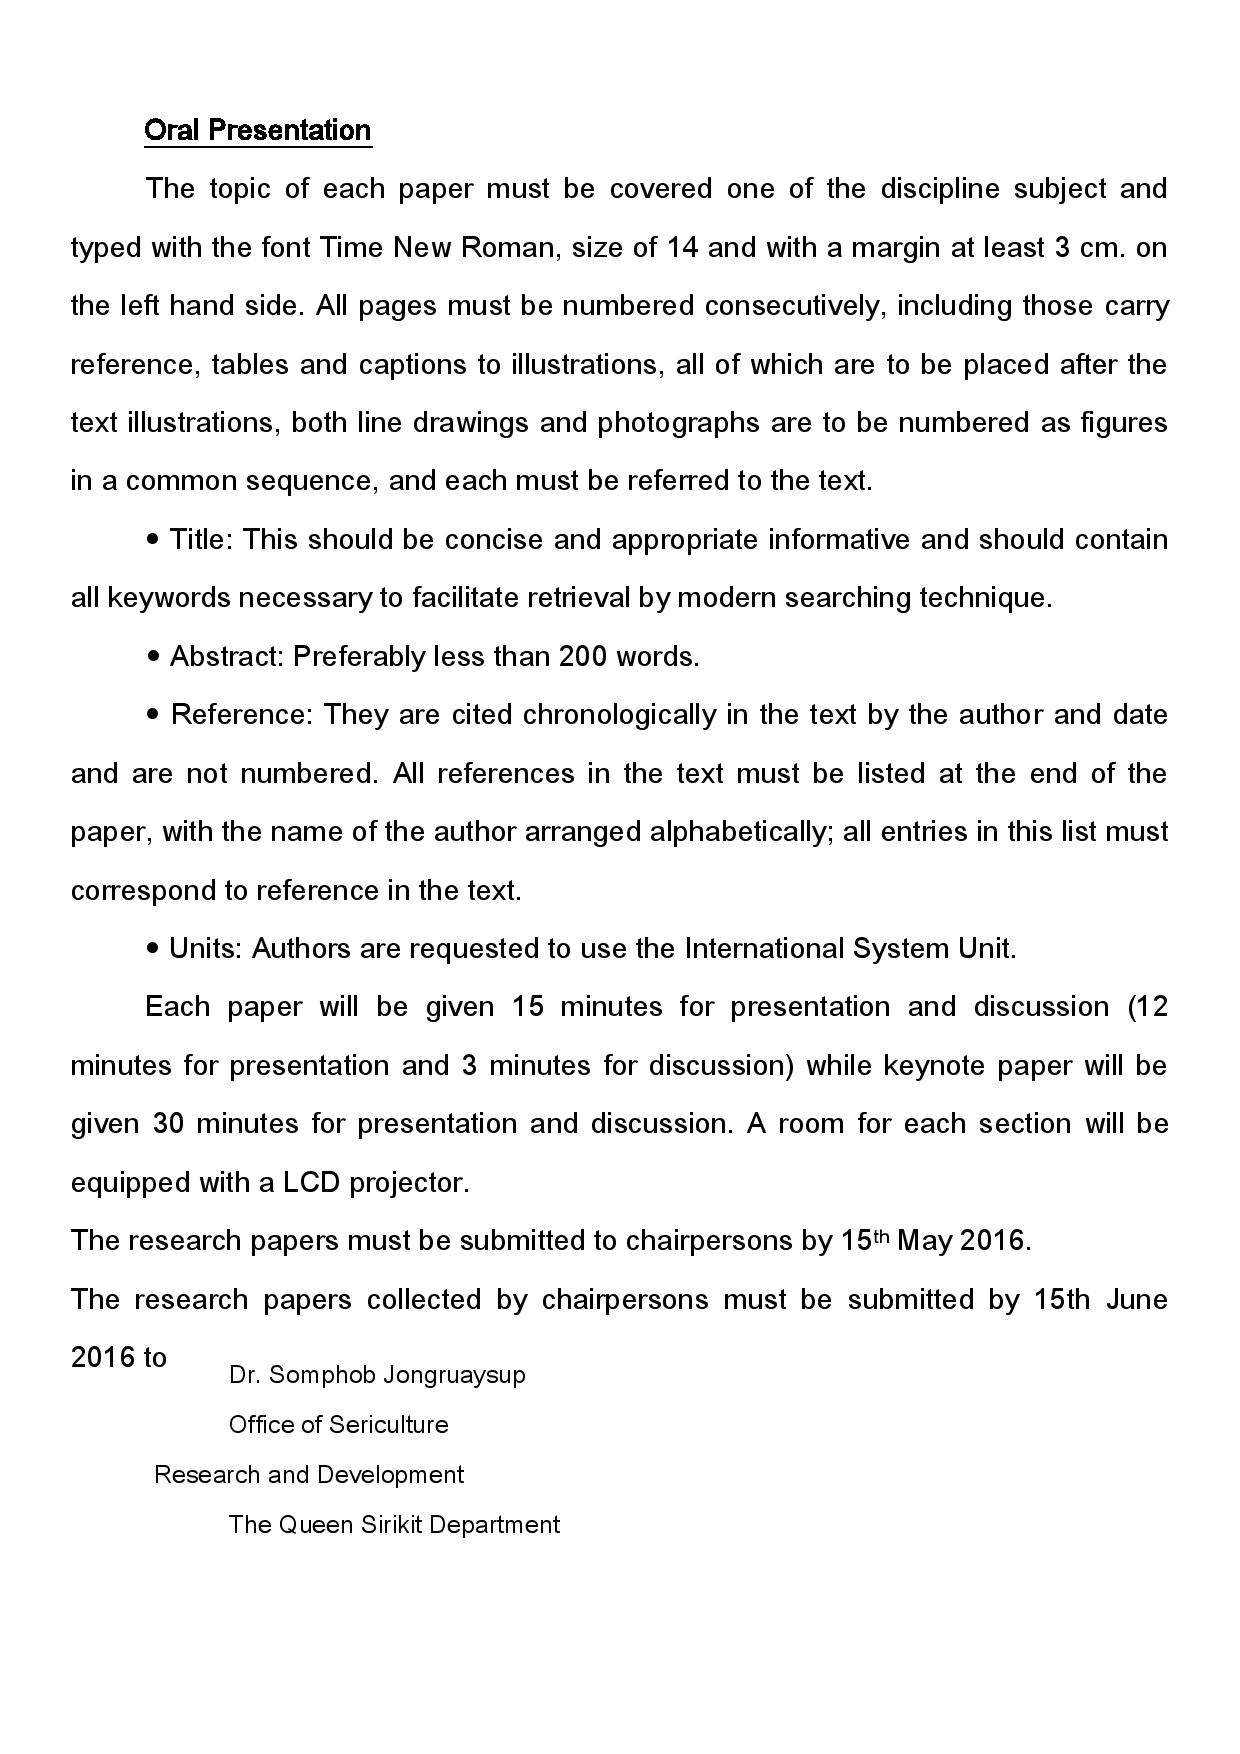 Oral Presentation
The topic of each paper must be covered one of the discipline subject and
typed with the font Time New Roman, size of 14 and with a margin at least 3 cm. on
the left hand side. All pages must be numbered consecutively, including those carry
reference, tables and captions to illustrations, all of which are to be placed after the
text illustrations, both line drawings and photographs are to be numbered as figures
in a common sequence, and each must be referred to the text.
• Title: This should be concise and appropriate informative and should contain
all keywords necessary to facilitate retrieval by modern searching technique.
• Abstract: Preferably less than 200 words.
• Reference: They are cited chronologically in the text by the author and date
and are not numbered. All references in the text must be listed at the end of the
paper, with the name of the author arranged alphabetically; all entries in this list must
correspond to reference in the text.
• Units: Authors are requested to use the International System Unit.
Each paper will be given 15 minutes for presentation and discussion (12
minutes for presentation and 3 minutes for discussion) while keynote paper will be
given 30 minutes for presentation and discussion. A room for each section will be
equipped with a LCD projector.
The research papers must be submitted to chairpersons by 15th May 2016.
The research papers collected by chairpersons must be submitted by 15th June
2016 to
Dr. Somphob Jongruaysup
Office of Sericulture
Research and Development
The Queen Sirikit Department